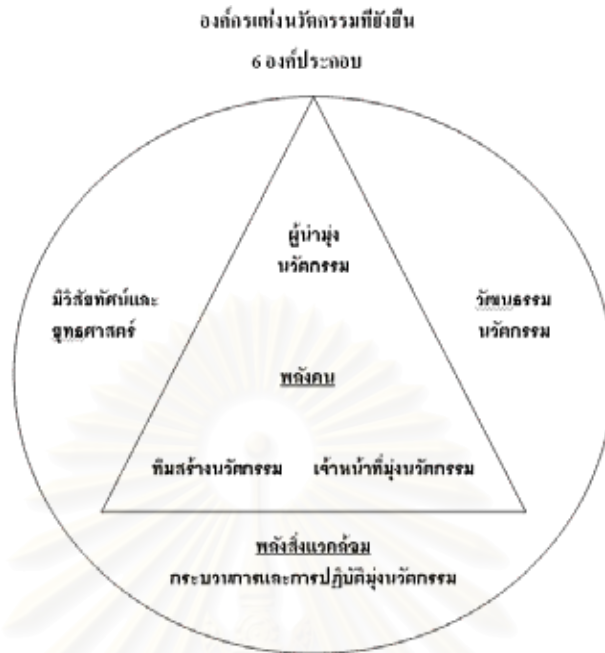 องค์กรแห่งนวัตกรรมที่ยั่งยืน
6 องค์ประกอบ
ผู้นำมุ่ง
นวัตกรรม
มีวิสัยทัศน์และ
ยุทธศาสตร์
วัฒนธรรม
นวัตกรรม
พลังคน
ทีมสร้างนวัตกรรม เจ้าหน้าที่มุ่งนวัตกรรม
พลังสิ่งแวดล้อม
กระบวนการและการปฏิบัติมุ่งนวัตกรรม